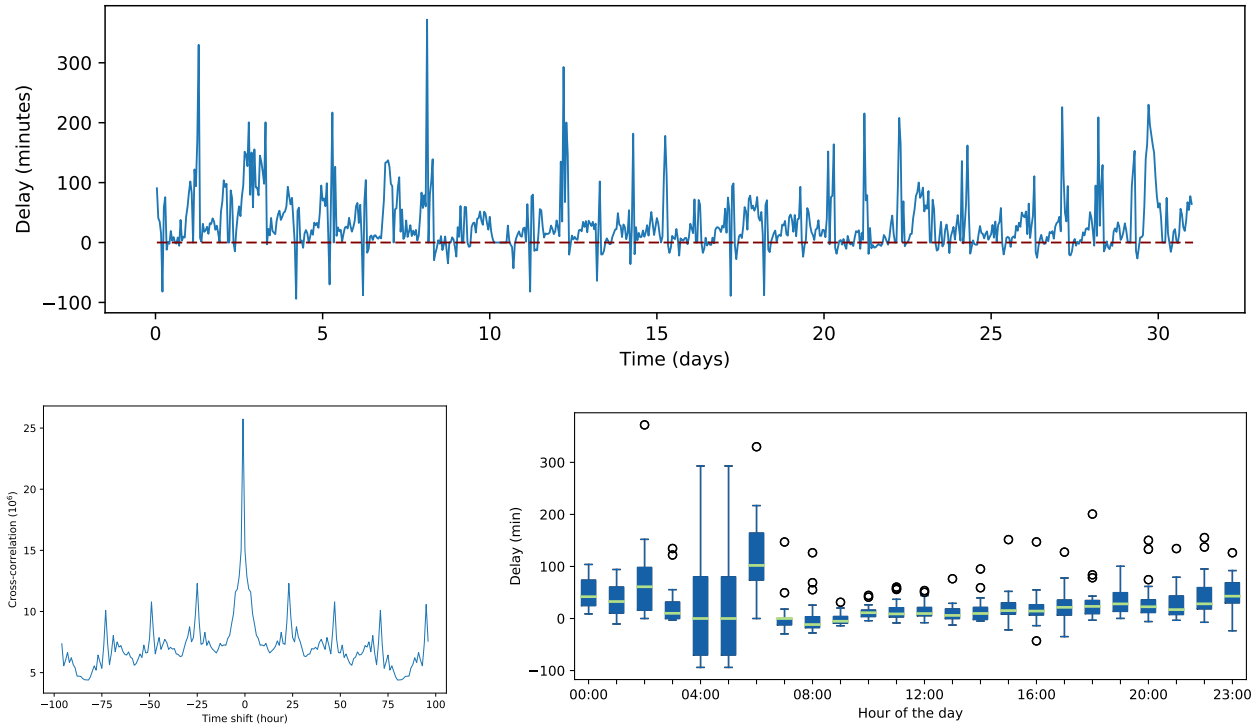 Delay (minutes)
300
200
100
0
−100
0 5 10 15 20 25 30
Time (days)
Cross-correlation (10⁶)
25
20
15
10
5
−100 −75 −50 −25 0 25 50 75 100
Time shift (hour)
Delay (min)
300
200
100
0
−100
00:00 04:00 08:00 12:00 16:00 20:00 23:00
Hour of the day